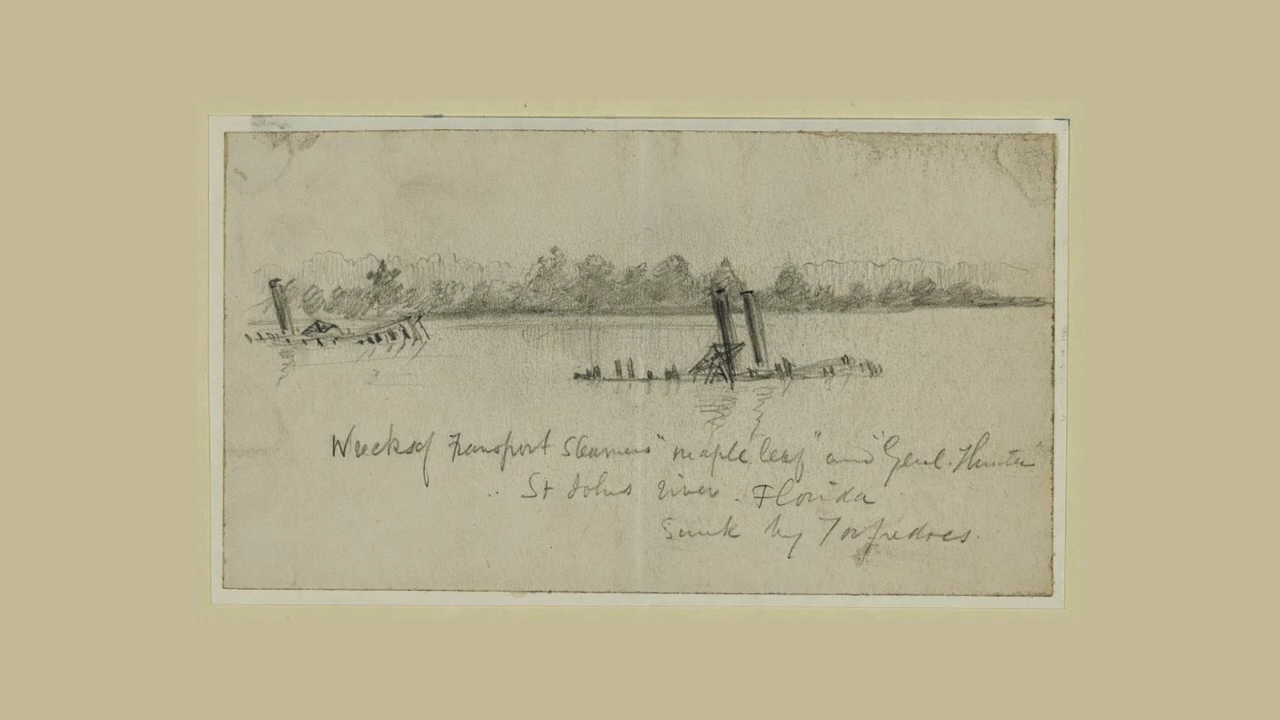 Wrecks of Transport Steamers "maple leaf" and "Genl. Hunter"
St Johns river. Florida
Sunk by Torpedoes.